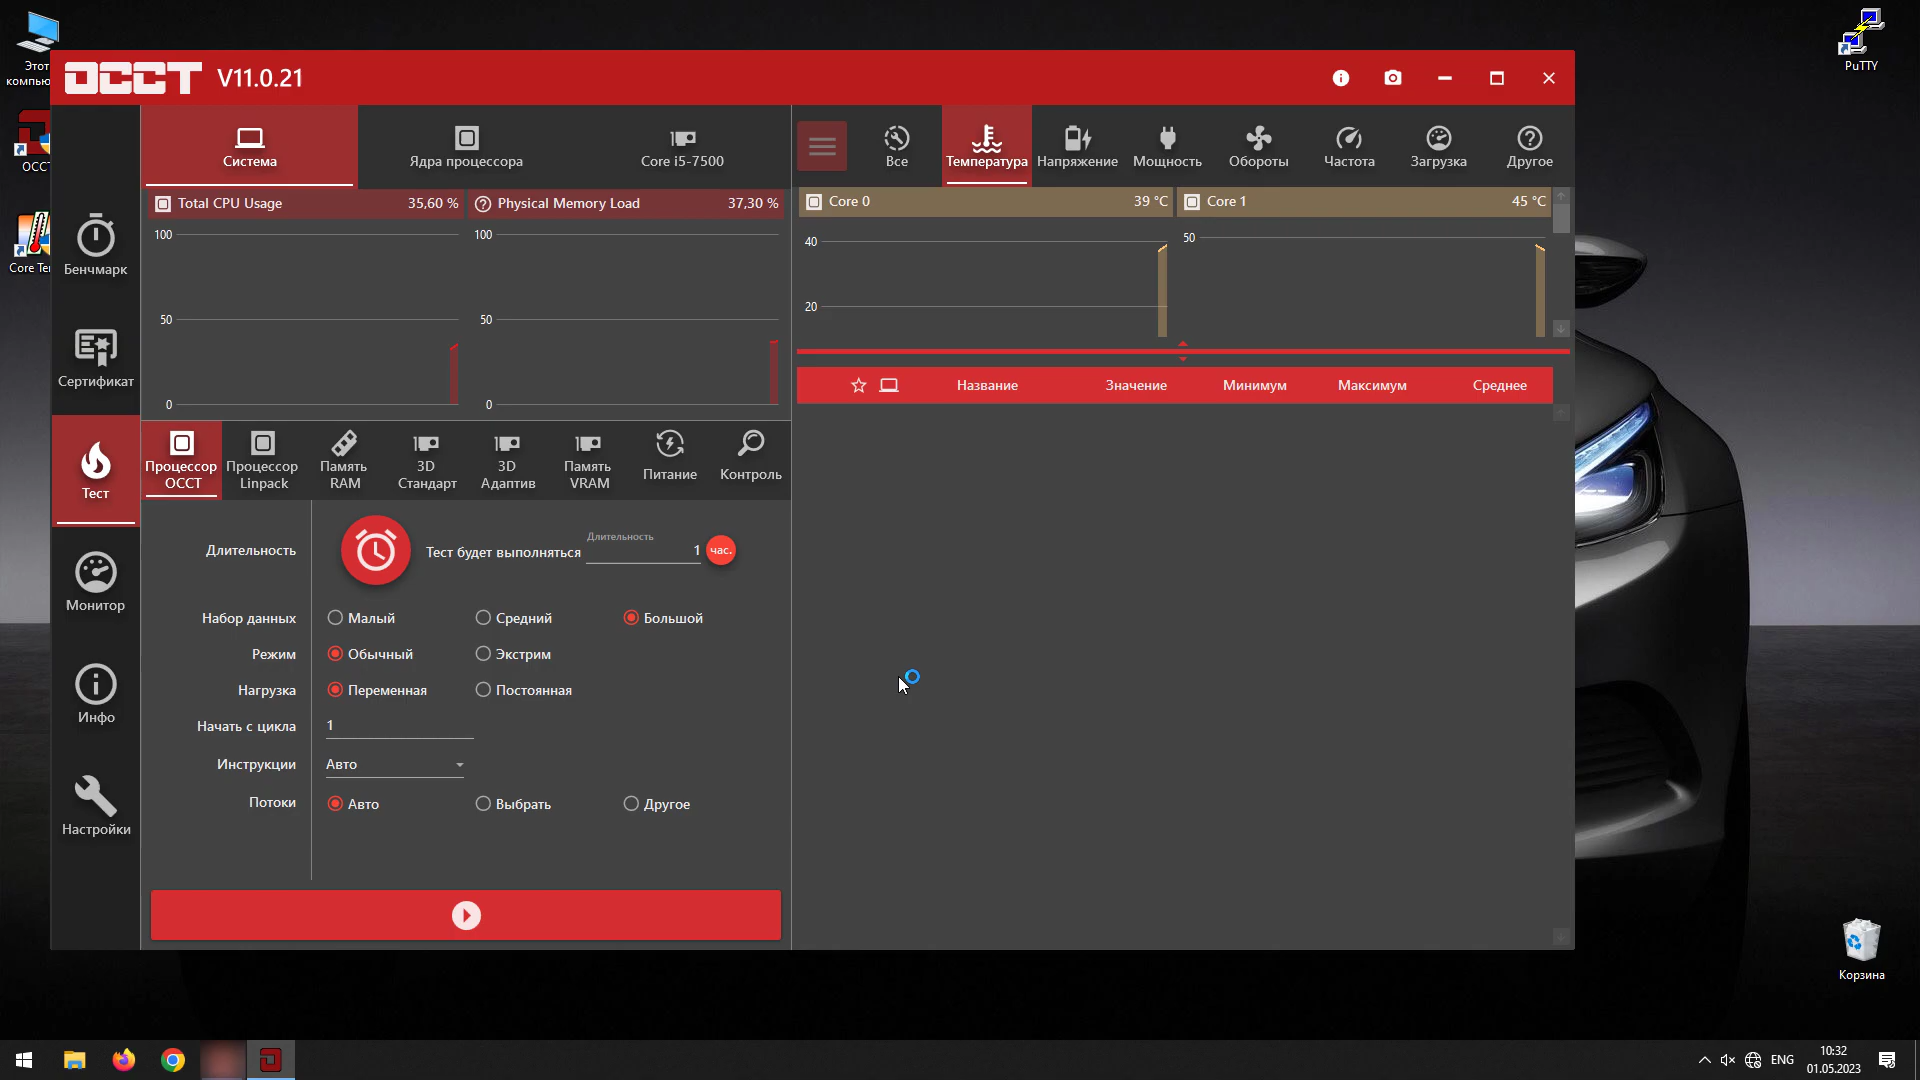 Этот
компью
OCC
Core Te
PuTTY
Корзина
OCCT V11.0.21
Бенчмарк
Сертификат
Тест
Монитор
Инфо
Настройки
Система
Ядра процессора
Core i5-7500
Total CPU Usage 35,60 %
Physical Memory Load 37,30 %
100
50
0
100
50
0
Процессор
OCCT
Процессор
Linpack
Память
RAM
3D
Стандарт
3D
Адаптив
Память
VRAM
Питание
Контроль
Длительность
Тест будет выполняться
Длительность
1 час.
Набор данных Малый Средний Большой
Режим Обычный Экстрим
Нагрузка Переменная Постоянная
Начать с цикла 1
Инструкции Авто
Потоки Авто Выбрать Другое
Все
Температура
Напряжение
Мощность
Обороты
Частота
Загрузка
Другое
Core 0 39 °C
Core 1 45 °C
40
20
50
Название Значение Минимум Максимум Среднее
ENG
10:32
01.05.2023